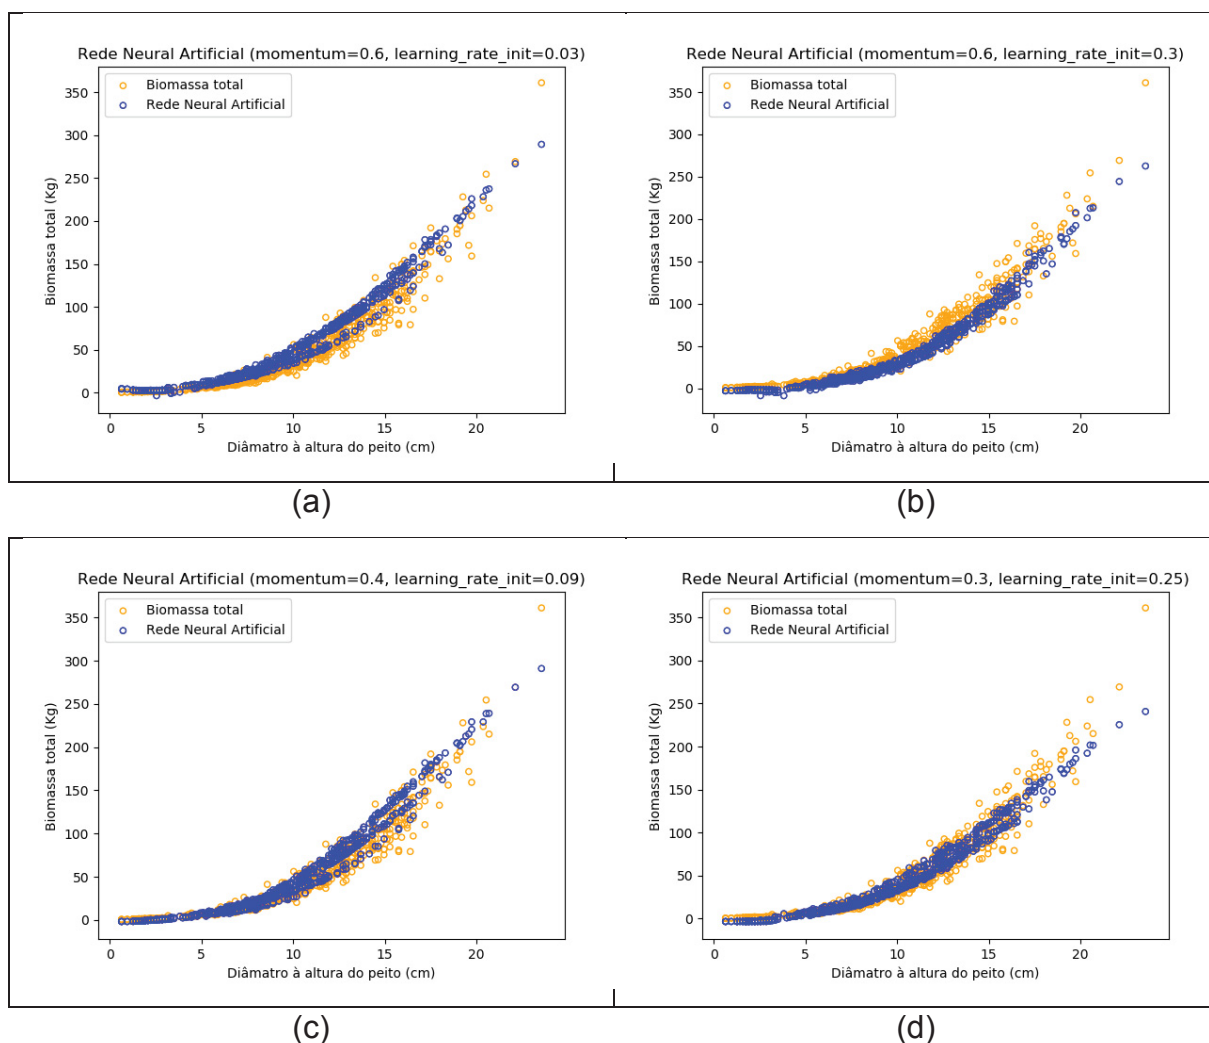 Rede Neural Artificial (momentum=0.6, learning_rate_init=0.03)
Biomassa total
Rede Neural Artificial
Biomassa total (Kg)
350
300
250
200
150
100
50
0
0 5 10 15 20
Diâmatro à altura do peito (cm)
(a)
Rede Neural Artificial (momentum=0.6, learning_rate_init=0.3)
Biomassa total
Rede Neural Artificial
Biomassa total (Kg)
350
300
250
200
150
100
50
0
0 5 10 15 20
Diâmatro à altura do peito (cm)
(b)
Rede Neural Artificial (momentum=0.4, learning_rate_init=0.09)
Biomassa total
Rede Neural Artificial
Biomassa total (Kg)
350
300
250
200
150
100
50
0
0 5 10 15 20
Diâmatro à altura do peito (cm)
(c)
Rede Neural Artificial (momentum=0.3, learning_rate_init=0.25)
Biomassa total
Rede Neural Artificial
Biomassa total (Kg)
350
300
250
200
150
100
50
0
0 5 10 15 20
Diâmatro à altura do peito (cm)
(d)